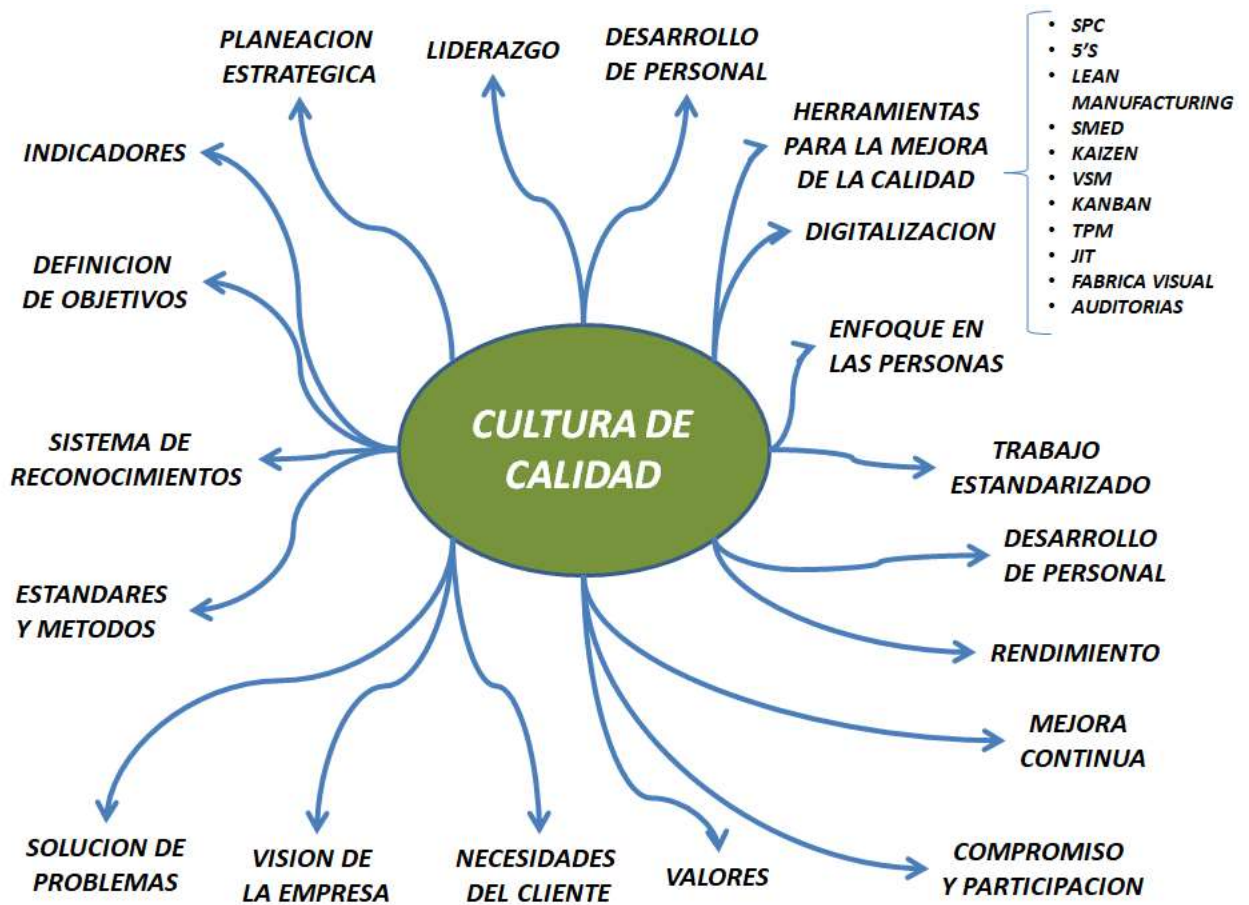 PLANEACION
ESTRATEGICA
LIDERAZGO
DESARROLLO
DE PERSONAL
HERRAMIENTAS
PARA LA MEJORA
DE LA CALIDAD
• SPC
• 5'S
• LEAN
MANUFACTURING
• SMED
• KAIZEN
• VSM
• KANBAN
• TPM
• JIT
• FABRICA VISUAL
• AUDITORIAS
INDICADORES
DIGITALIZACION
DEFINICION
DE OBJETIVOS
ENFOQUE EN
LAS PERSONAS
CULTURA DE
CALIDAD
SISTEMA DE
RECONOCIMIENTOS
TRABAJO
ESTANDARIZADO
DESARROLLO
DE PERSONAL
ESTANDARES
Y METODOS
RENDIMIENTO
MEJORA
CONTINUA
SOLUCION DE
PROBLEMAS
VISION DE
LA EMPRESA
NECESIDADES
DEL CLIENTE
VALORES
COMPROMISO
Y PARTICIPACION